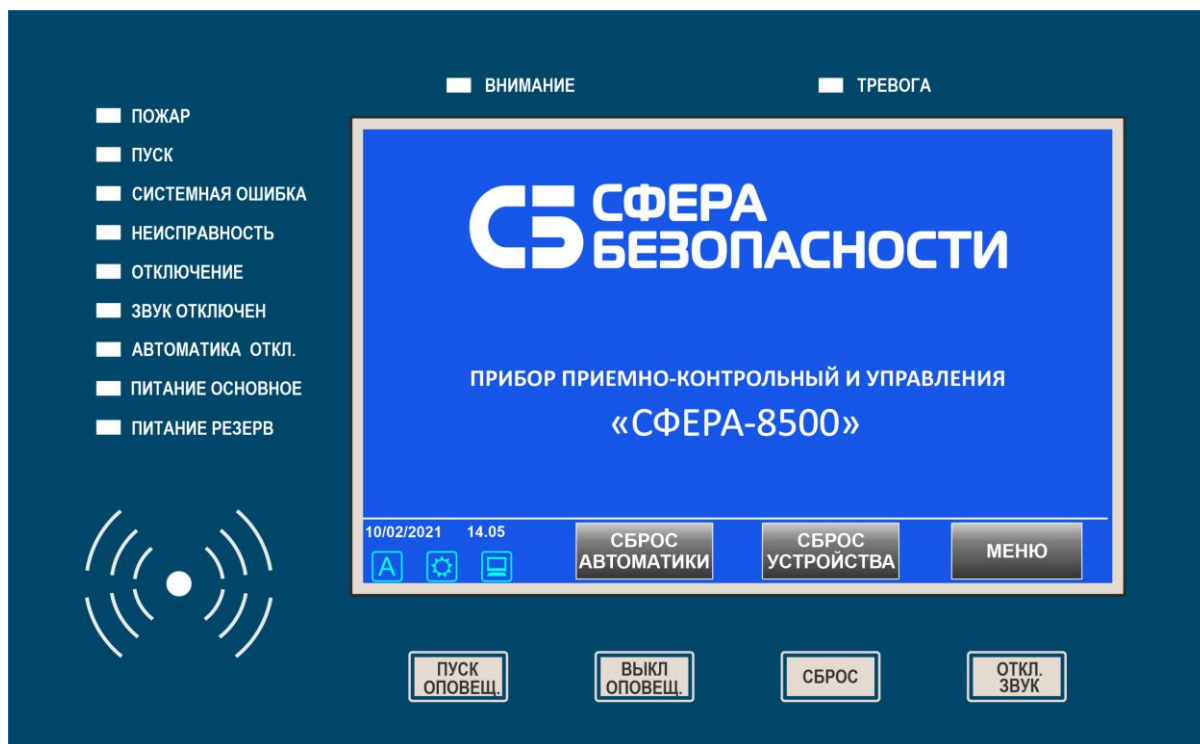 ВНИМАНИЕ
ТРЕВОГА
ПОЖАР
ПУСК
СИСТЕМНАЯ ОШИБКА
НЕИСПРАВНОСТЬ
ОТКЛЮЧЕНИЕ
ЗВУК ОТКЛЮЧЕН
АВТОМАТИКА ОТКЛ.
ПИТАНИЕ ОСНОВНОЕ
ПИТАНИЕ РЕЗЕРВ
СБ СФЕРА
БЕЗОПАСНОСТИ
ПРИБОР ПРИЕМНО-КОНТРОЛЬНЫЙ И УПРАВЛЕНИЯ
«СФЕРА-8500»
10/02/2021 14.05
A
СБРОС
АВТОМАТИКИ
СБРОС
УСТРОЙСТВА
МЕНЮ
ПУСК
ОПОВЕЩ.
ВЫКЛ
ОПОВЕЩ.
СБРОС
ОТКЛ.
ЗВУК